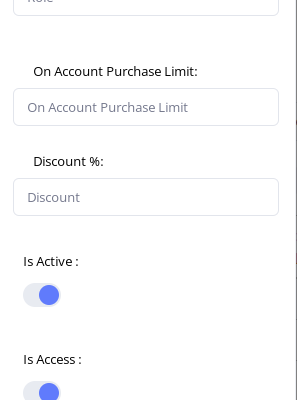 Role
On Account Purchase Limit:
On Account Purchase Limit
Discount %:
Discount
Is Active :
Is Access :